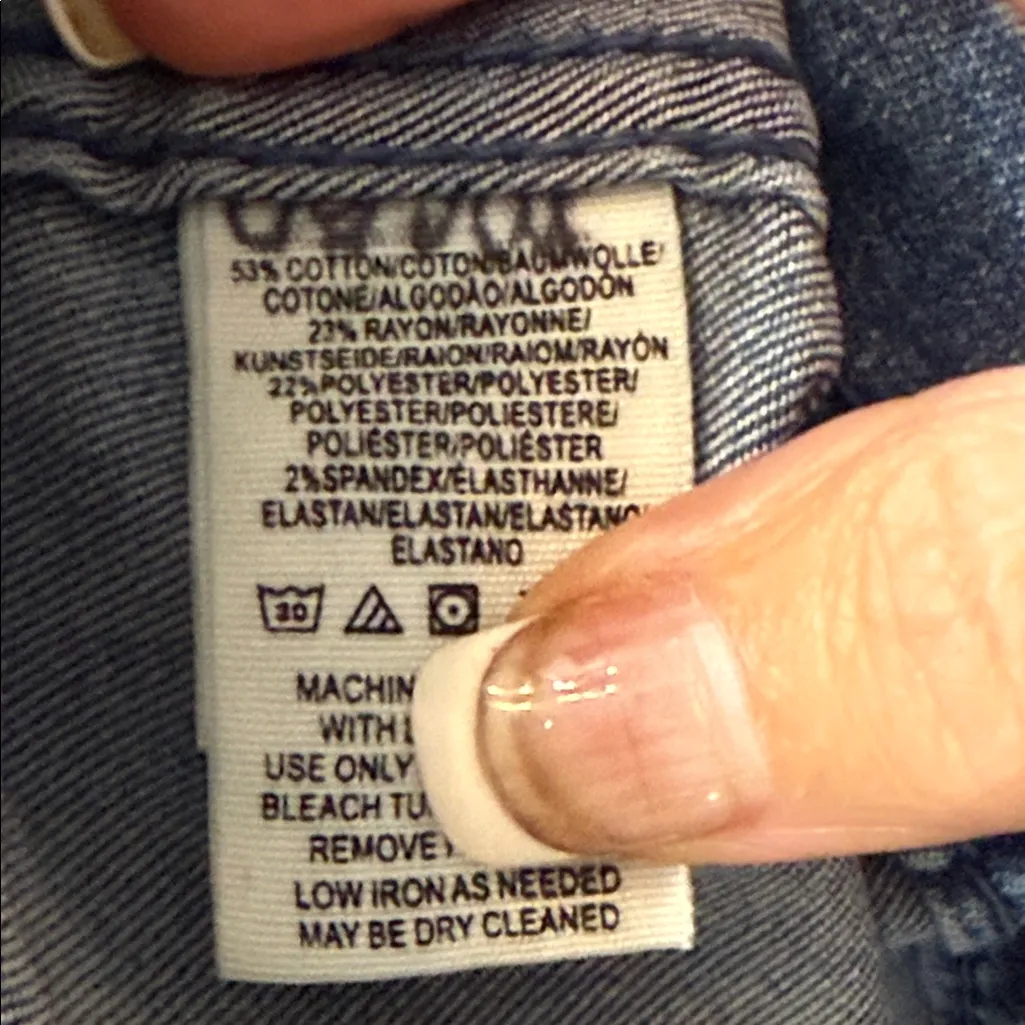 53% COTTON/COTON/BAUMWOLLE/
COTONE/ALGODÃO/ALGODÓN
23% RAYON/RAYONNE/
KUNSTSEIDE/RAION/RAIOM/RAYÓN
22%POLYESTER/POLYESTER/
POLYESTER/POLIESTERE/
POLIÉSTER/POLIÉSTER
2%SPANDEX/ÉLASTHANNE/
ELASTAN/ELASTAN/ELASTANO/
ELASTANO
30
MACHIN
WITH
USE ONLY
BLEACH TU
REMOVE
LOW IRON AS NEEDED
MAY BE DRY CLEANED